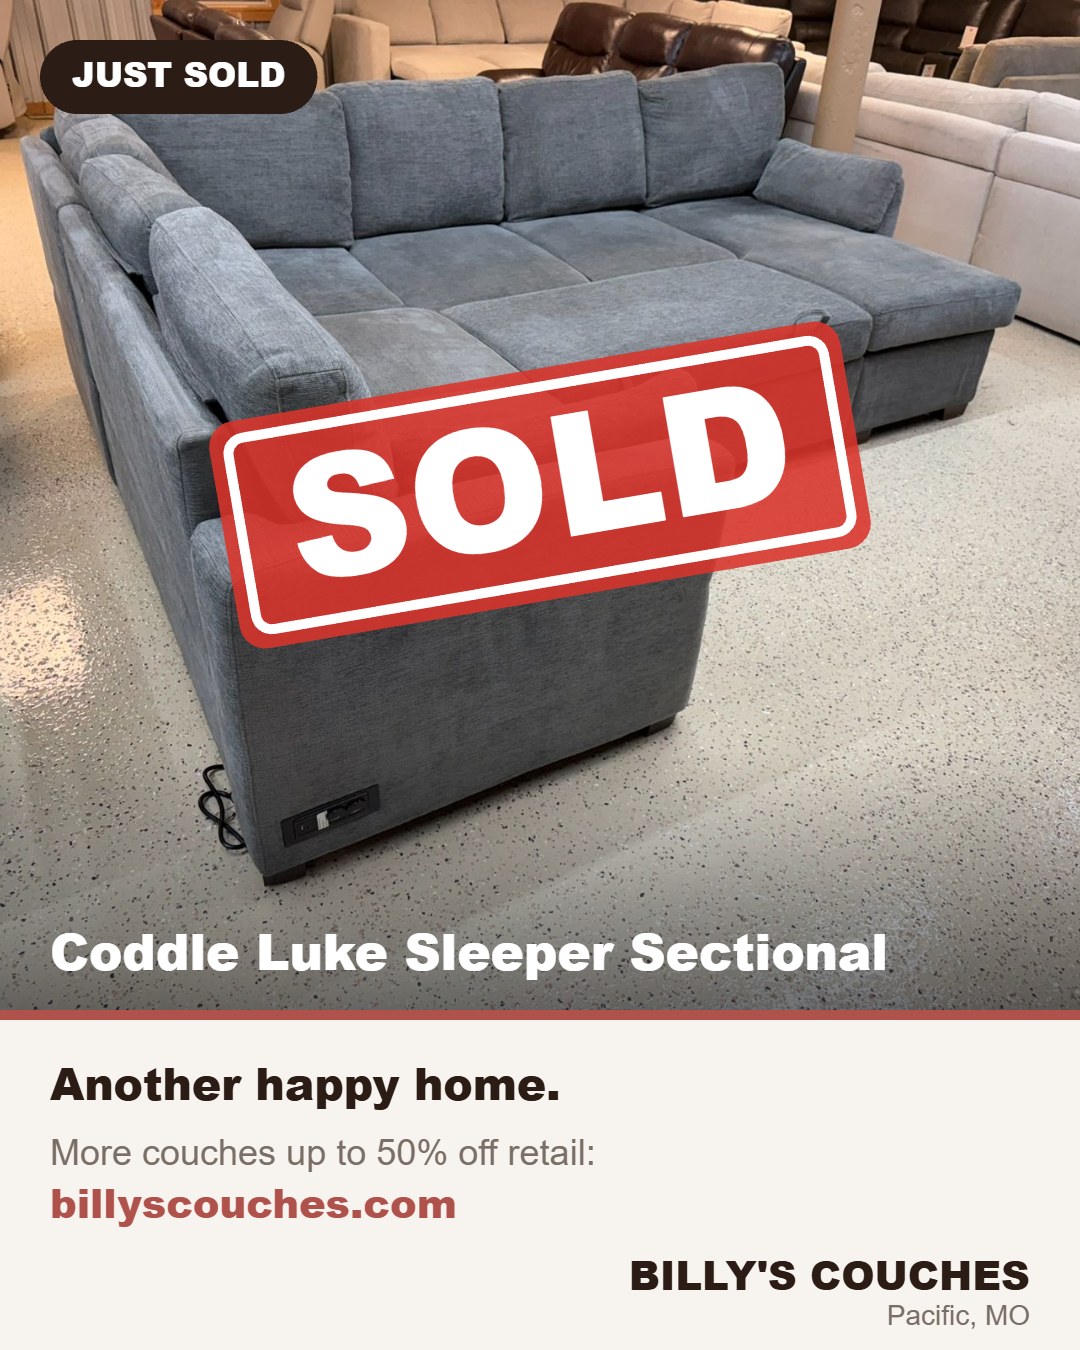 JUST SOLD
SOLD
Coddle Luke Sleeper Sectional
Another happy home.
More couches up to 50% off retail:
billyscouches.com
BILLY'S COUCHES
Pacific, MO